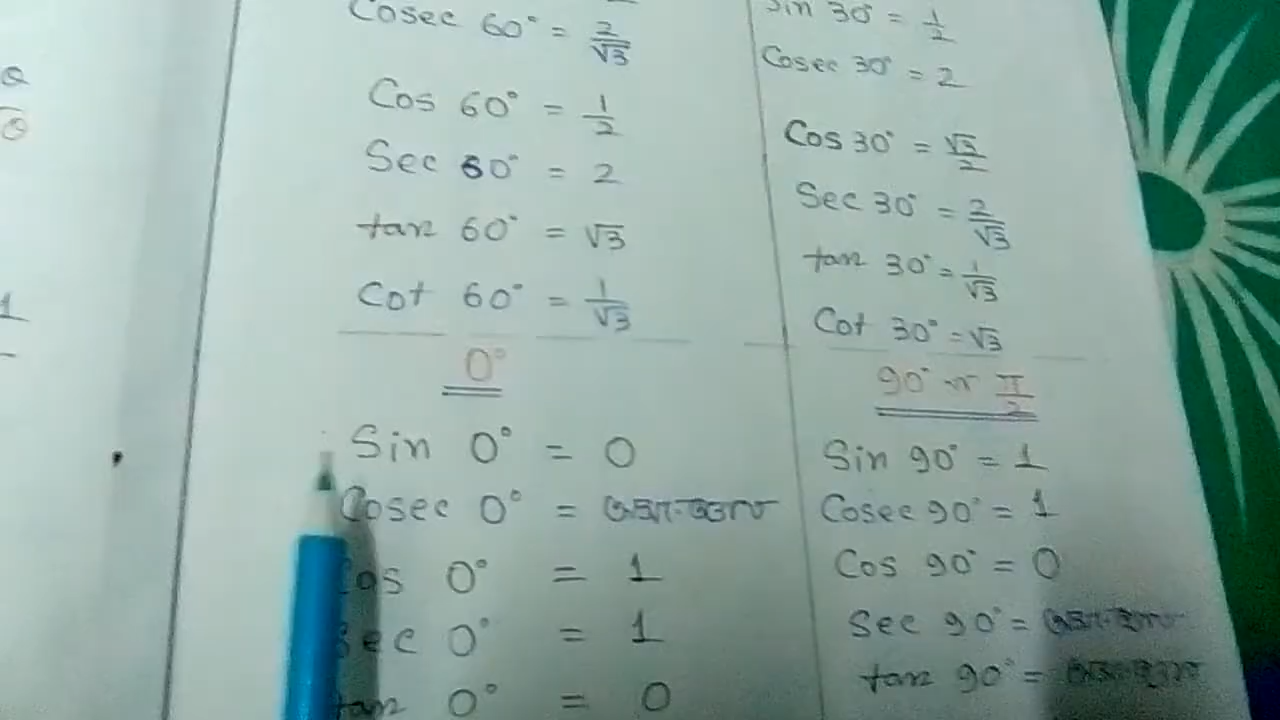 Cosec 60° = 2/√3
Cos 60° = 1/2
Sec 60° = 2
tan 60° = √3
Cot 60° = 1/√3
0°
Sin 0° = 0
Cosec 0° =
Cos 0° = 1
Sec 0° = 1
tan 0° = 0
Sin 30° = 1/2
Cosec 30° = 2
Cos 30° = √3/2
Sec 30° = 2/√3
tan 30° = 1/√3
Cot 30° = √3
90° বা π/2
Sin 90° = 1
Cosec 90° = 1
Cos 90° = 0
Sec 90° =
tan 90° =
θ
θ
1